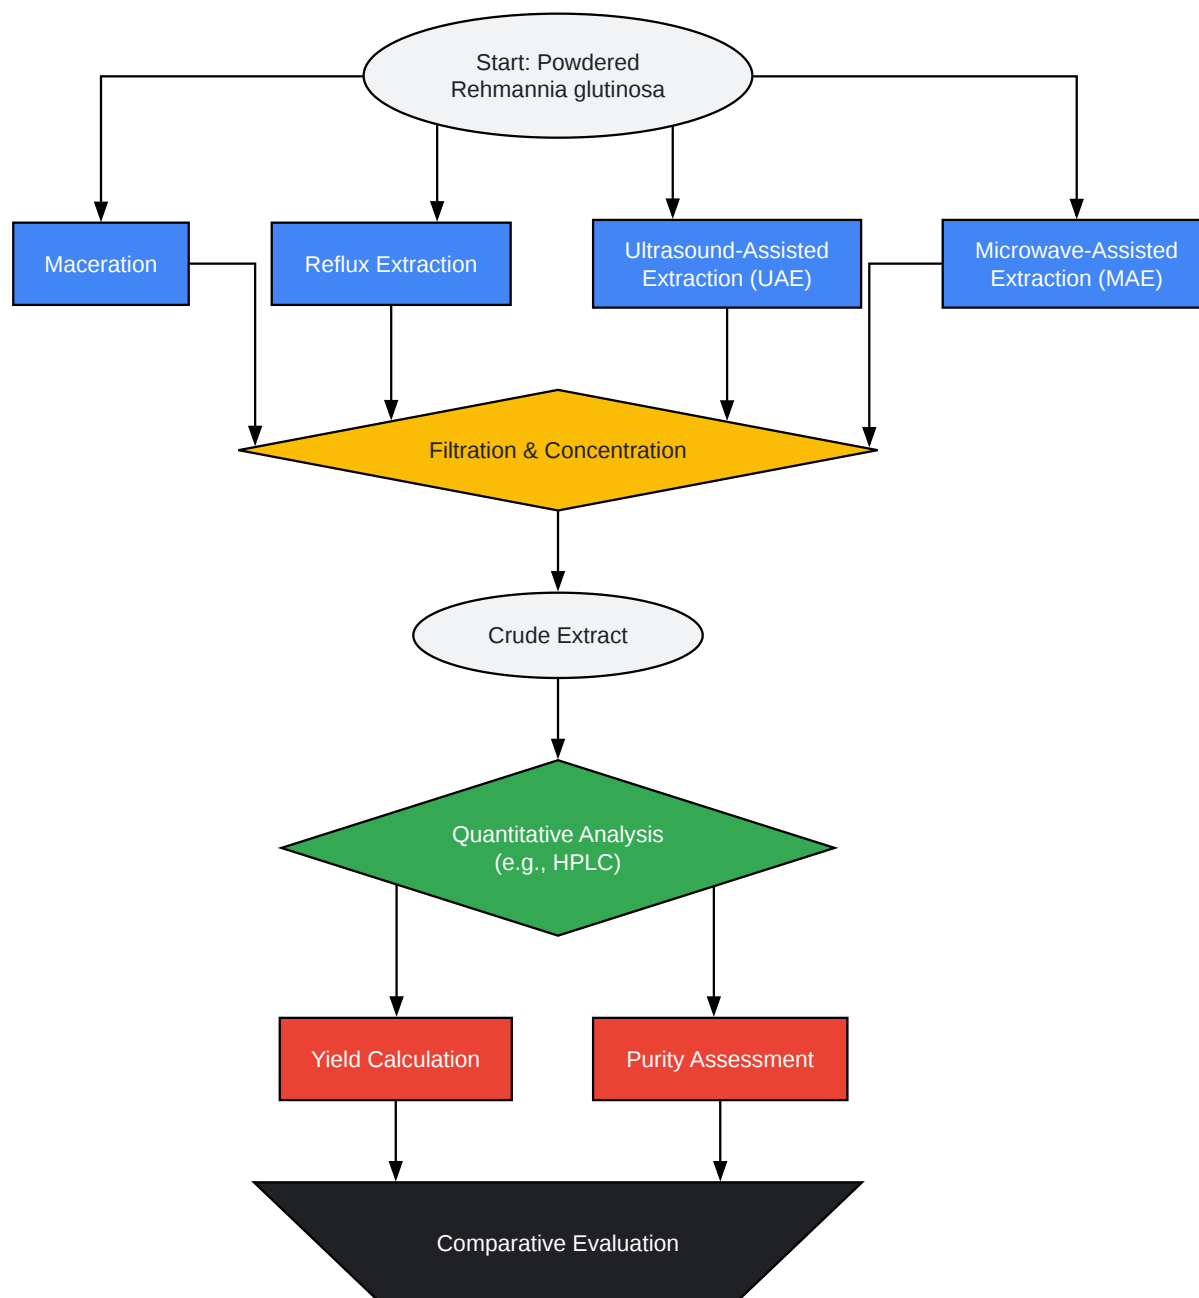 Start: Powdered
Rehmannia glutinosa
Maceration
Reflux Extraction
Ultrasound-Assisted
Extraction (UAE)
Microwave-Assisted
Extraction (MAE)
Filtration & Concentration
Crude Extract
Quantitative Analysis
(e.g., HPLC)
Yield Calculation
Purity Assessment
Comparative Evaluation